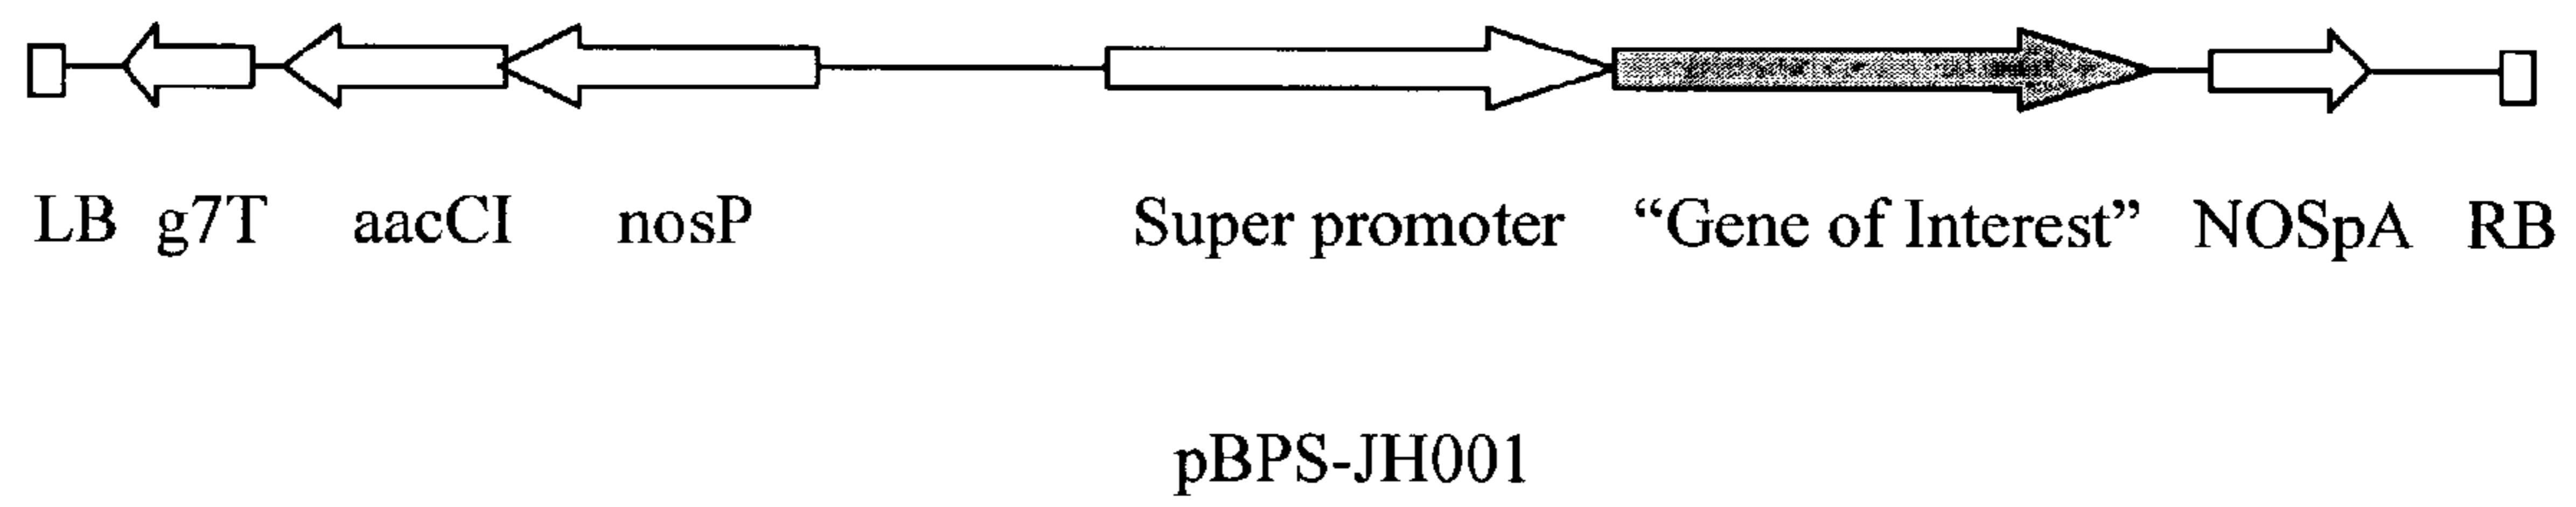 LB g7T aacCI nosP Super promoter “Gene of Interest” NOSpA RB
pBPS-JH001